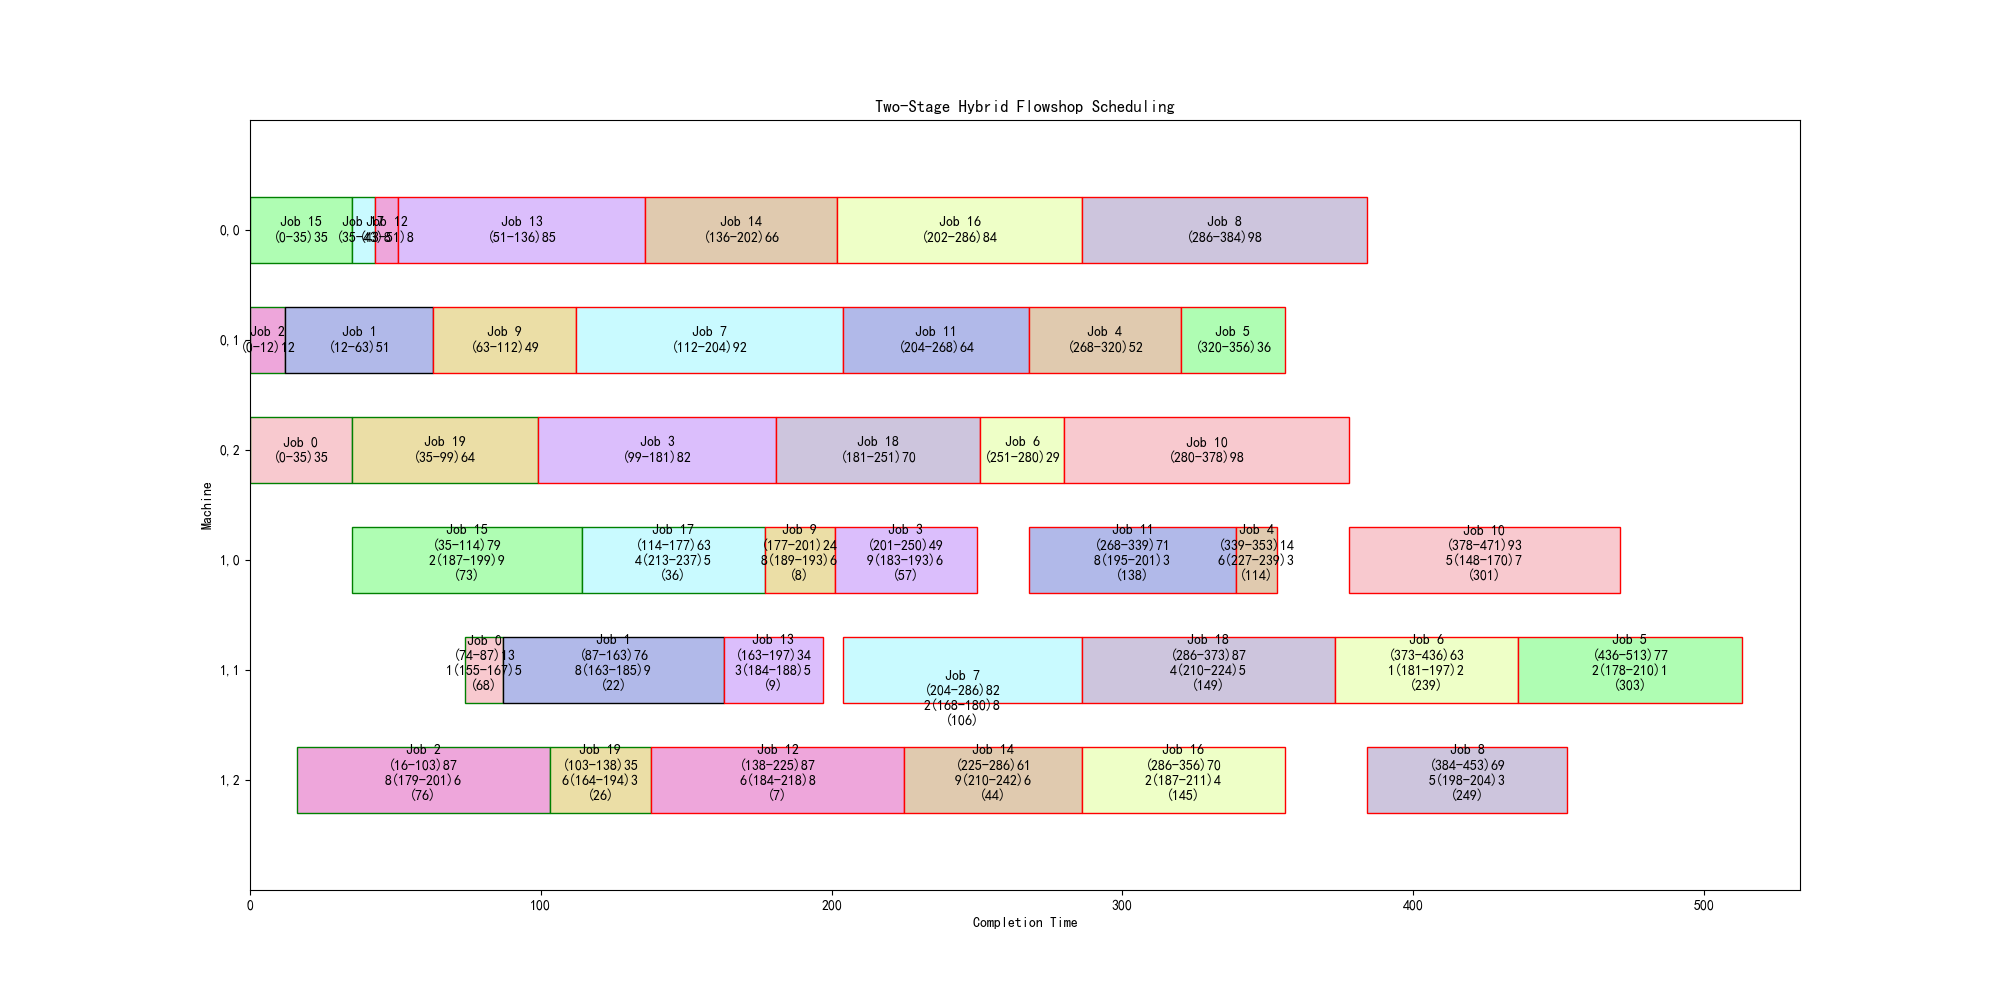 Two-Stage Hybrid Flowshop Scheduling
Machine
0,0
Job 15
(0-35)35
Job 17
(35-43)8
Job 12
(43-51)8
Job 13
(51-136)85
Job 14
(136-202)66
Job 16
(202-286)84
Job 8
(286-384)98
0,1
Job 2
(0-12)12
Job 1
(12-63)51
Job 9
(63-112)49
Job 7
(112-204)92
Job 11
(204-268)64
Job 4
(268-320)52
Job 5
(320-356)36
0,2
Job 0
(0-35)35
Job 19
(35-99)64
Job 3
(99-181)82
Job 18
(181-251)70
Job 6
(251-280)29
Job 10
(280-378)98
1,0
Job 15
(35-114)79
2(187-199)9
(73)
Job 17
(114-177)63
4(213-237)5
(36)
Job 9
(177-201)24
8(189-193)6
(8)
Job 3
(201-250)49
9(183-193)6
(57)
Job 11
(268-339)71
8(195-201)3
(138)
Job 4
(339-353)14
6(227-239)3
(114)
Job 10
(378-471)93
5(148-170)7
(301)
1,1
Job 0
(74-87)13
1(155-167)5
(68)
Job 1
(87-163)76
8(163-185)9
(22)
Job 13
(163-197)34
3(184-188)5
(9)
Job 7
(204-286)82
2(168-180)8
(106)
Job 18
(286-373)87
4(210-224)5
(149)
Job 6
(373-436)63
1(181-197)2
(239)
Job 5
(436-513)77
2(178-210)1
(303)
1,2
Job 2
(16-103)87
8(179-201)6
(76)
Job 19
(103-138)35
6(164-194)3
(26)
Job 12
(138-225)87
6(184-218)8
(7)
Job 14
(225-286)61
9(210-242)6
(44)
Job 16
(286-356)70
2(187-211)4
(145)
Job 8
(384-453)69
5(198-204)3
(249)
0
100
200
300
400
500
Completion Time